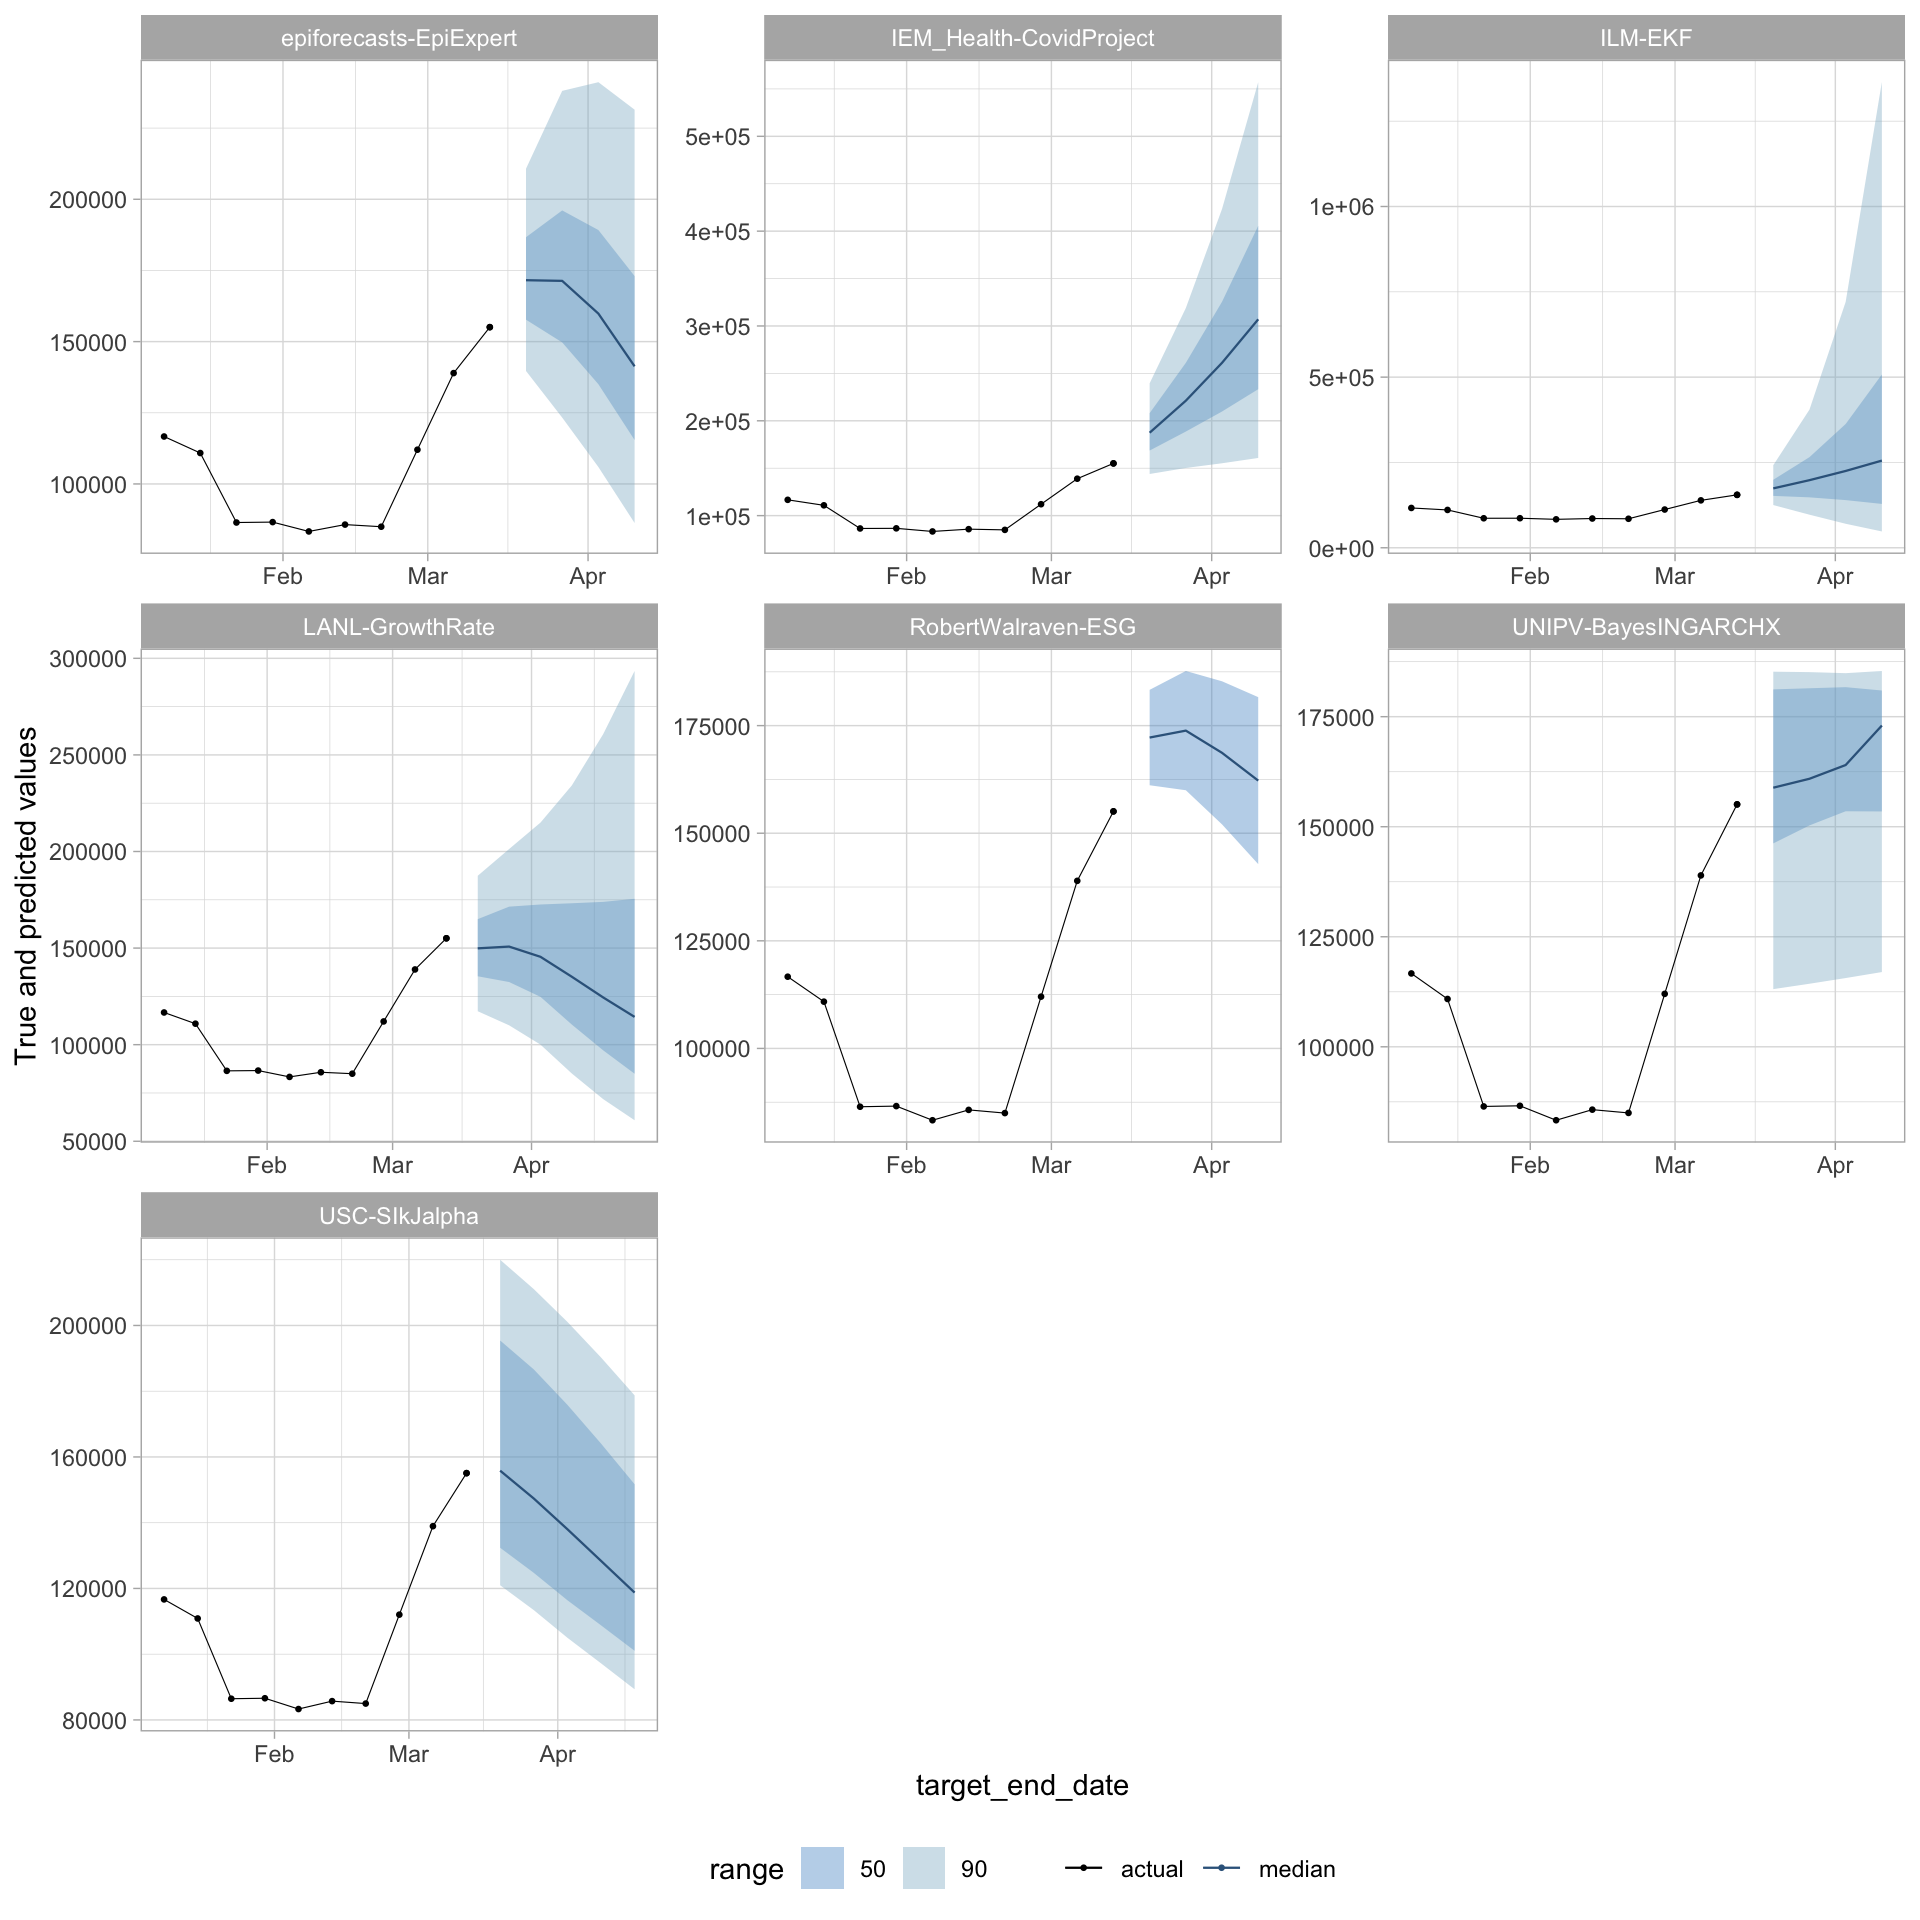 epiforecasts-EpiExpert
IEM_Health-CovidProject
ILM-EKF
200000
150000
100000
Feb Mar Apr
5e+05
4e+05
3e+05
2e+05
1e+05
Feb Mar Apr
1e+06
5e+05
0e+00
Feb Mar Apr
True and predicted values
LANL-GrowthRate
RobertWalraven-ESG
UNIPV-BayesINGARCHX
300000
250000
200000
150000
100000
50000
Feb Mar Apr
175000
150000
125000
100000
Feb Mar Apr
175000
150000
125000
100000
Feb Mar Apr
USC-SIkJalpha
200000
160000
120000
80000
Feb Mar Apr
target_end_date
range 50 90 actual median